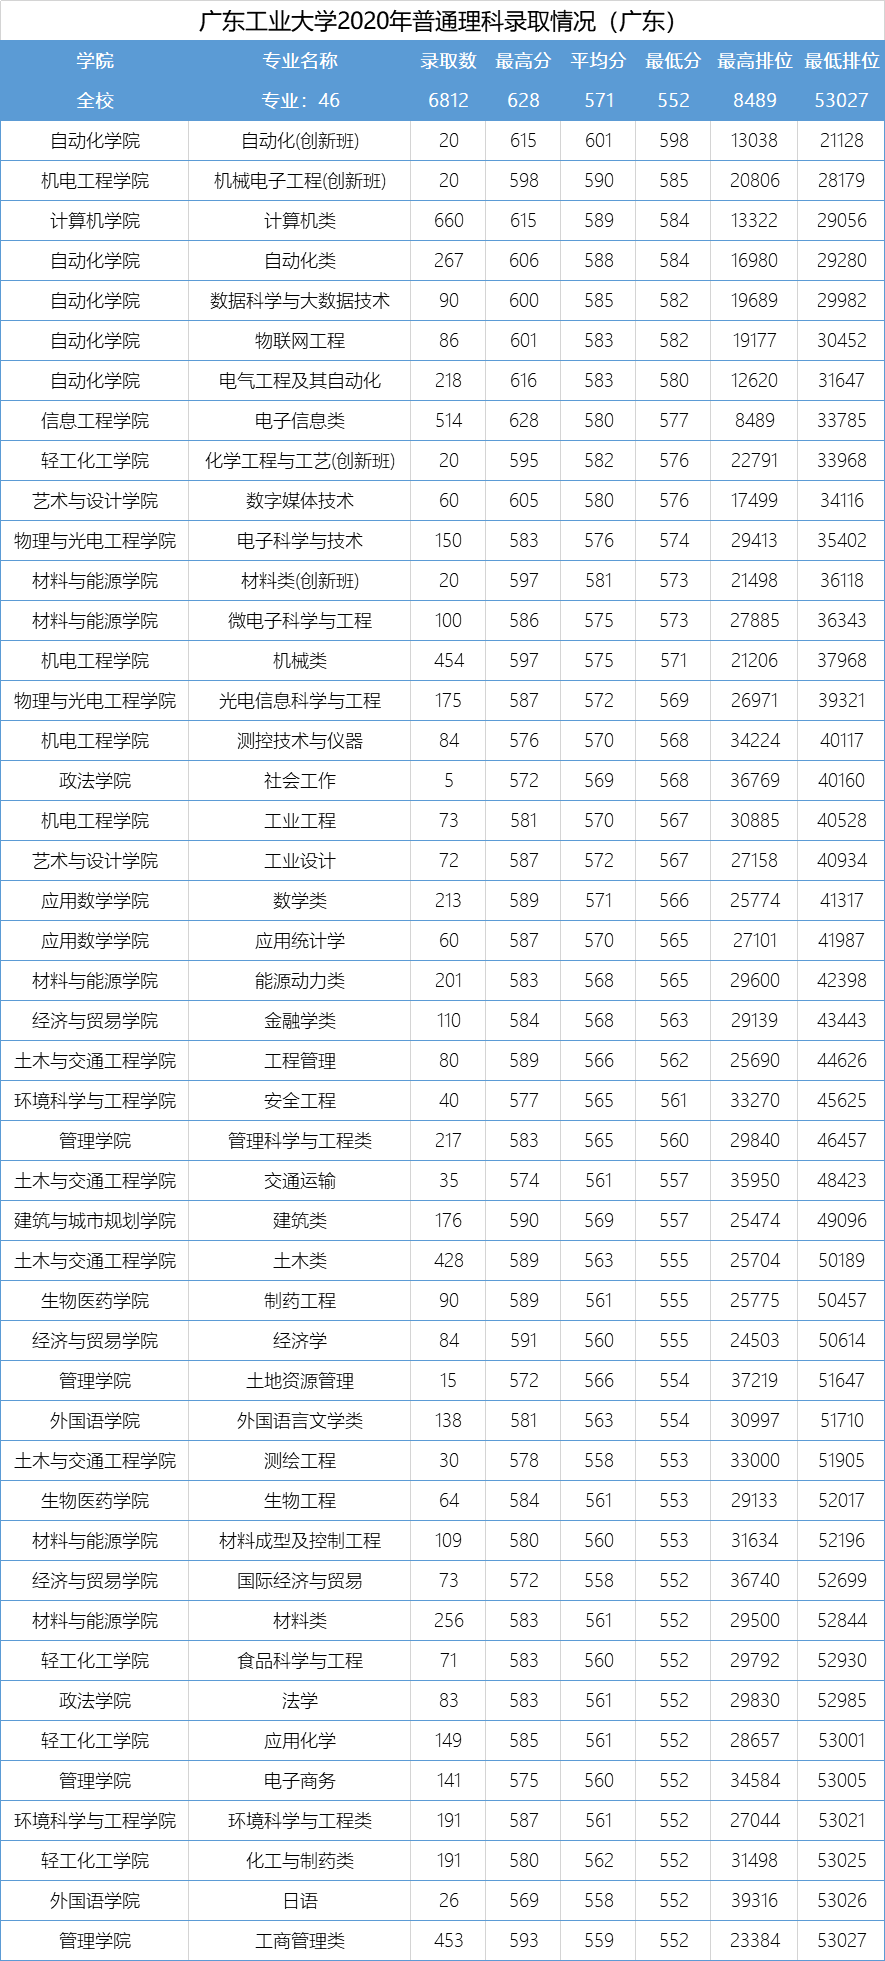 广东工业大学2020年普通理科录取情况（广东）
学院 专业名称 录取数 最高分 平均分 最低分 最高排位 最低排位
全校 专业：46 6812 628 571 552 8489 53027
自动化学院 自动化(创新班) 20 615 601 598 13038 21128
机电工程学院 机械电子工程(创新班) 20 598 590 585 20806 28179
计算机学院 计算机类 660 615 589 584 13322 29056
自动化学院 自动化类 267 606 588 584 16980 29280
自动化学院 数据科学与大数据技术 90 600 585 582 19689 29982
自动化学院 物联网工程 86 601 583 582 19177 30452
自动化学院 电气工程及其自动化 218 616 583 580 12620 31647
信息工程学院 电子信息类 514 628 580 577 8489 33785
轻工化工学院 化学工程与工艺(创新班) 20 595 582 576 22791 33968
艺术与设计学院 数字媒体技术 60 605 580 576 17499 34116
物理与光电工程学院 电子科学与技术 150 583 576 574 29413 35402
材料与能源学院 材料类(创新班) 20 597 581 573 21498 36118
材料与能源学院 微电子科学与工程 100 586 575 573 27885 36343
机电工程学院 机械类 454 597 575 571 21206 37968
物理与光电工程学院 光电信息科学与工程 175 587 572 569 26971 39321
机电工程学院 测控技术与仪器 84 576 570 568 34224 40117
政法学院 社会工作 5 572 569 568 36769 40160
机电工程学院 工业工程 73 581 570 567 30885 40528
艺术与设计学院 工业设计 72 587 572 567 27158 40934
应用数学学院 数学类 213 589 571 566 25774 41317
应用数学学院 应用统计学 60 587 570 565 27101 41987
材料与能源学院 能源动力类 201 583 568 565 29600 42398
经济与贸易学院 金融学类 110 584 568 563 29139 43443
土木与交通工程学院 工程管理 80 589 566 562 25690 44626
环境科学与工程学院 安全工程 40 577 565 561 33270 45625
管理学院 管理科学与工程类 217 583 565 560 29840 46457
土木与交通工程学院 交通运输 35 574 561 557 35950 48423
建筑与城市规划学院 建筑类 176 590 569 557 25474 49096
土木与交通工程学院 土木类 428 589 563 555 25704 50189
生物医药学院 制药工程 90 589 561 555 25775 50457
经济与贸易学院 经济学 84 591 560 555 24503 50614
管理学院 土地资源管理 15 572 566 554 37219 51647
外国语学院 外国语言文学类 138 581 563 554 30997 51710
土木与交通工程学院 测绘工程 30 578 558 553 33000 51905
生物医药学院 生物工程 64 584 561 553 29133 52017
材料与能源学院 材料成型及控制工程 109 580 560 553 31634 52196
经济与贸易学院 国际经济与贸易 73 572 558 552 36740 52699
材料与能源学院 材料类 256 583 561 552 29500 52844
轻工化工学院 食品科学与工程 71 583 560 552 29792 52930
政法学院 法学 83 583 561 552 29830 52985
轻工化工学院 应用化学 149 585 561 552 28657 53001
管理学院 电子商务 141 575 560 552 34584 53005
环境科学与工程学院 环境科学与工程类 191 587 561 552 27044 53021
轻工化工学院 化工与制药类 191 580 562 552 31498 53025
外国语学院 日语 26 569 558 552 39316 53026
管理学院 工商管理类 453 593 559 552 23384 53027